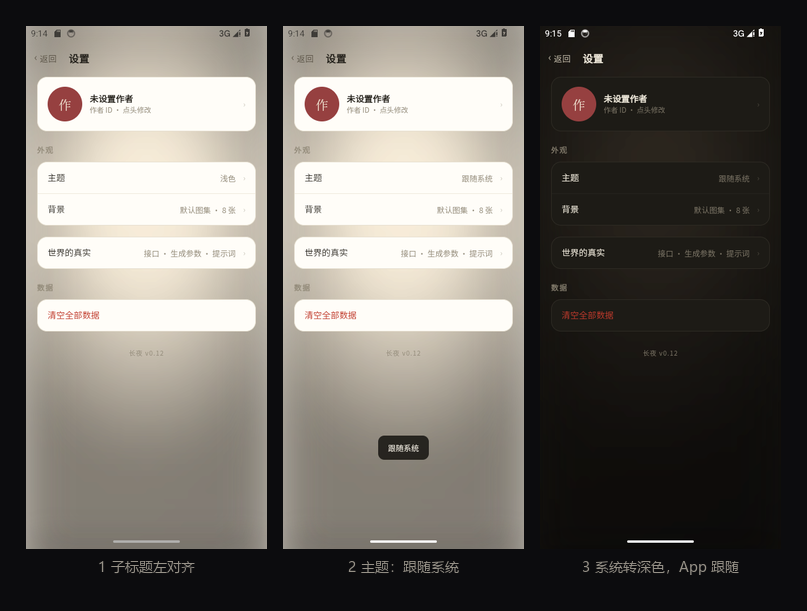 9:14 3G
‹ 返回 设置
作
未设置作者
作者 ID • 点头修改 ›
外观
主题 浅色 ›
背景 默认图集 • 8 张 ›
世界的真实 接口 • 生成参数 • 提示词 ›
数据
清空全部数据
长夜 v0.12
1 子标题左对齐
9:14 3G
‹ 返回 设置
作
未设置作者
作者 ID • 点头修改 ›
外观
主题 跟随系统 ›
背景 默认图集 • 8 张 ›
世界的真实 接口 • 生成参数 • 提示词 ›
数据
清空全部数据
长夜 v0.12
跟随系统
2 主题：跟随系统
9:15 3G
‹ 返回 设置
作
未设置作者
作者 ID • 点头修改 ›
外观
主题 跟随系统 ›
背景 默认图集 • 8 张 ›
世界的真实 接口 • 生成参数 • 提示词 ›
数据
清空全部数据
长夜 v0.12
3 系统转深色，App 跟随